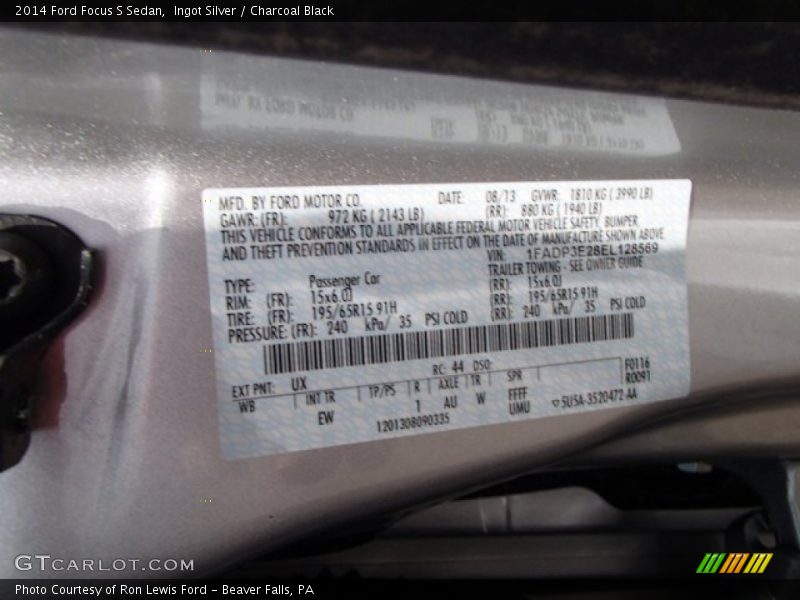 2014 Ford Focus S Sedan, Ingot Silver / Charcoal Black
MFD. BY FORD MOTOR CO. DATE: 08/13 GVWR: 1810 KG ( 3990 LB)
GAWR: (FR): 972 KG ( 2143 LB) (RR): 880 KG ( 1940 LB)
THIS VEHICLE CONFORMS TO ALL APPLICABLE FEDERAL MOTOR VEHICLE SAFETY, BUMPER,
AND THEFT PREVENTION STANDARDS IN EFFECT ON THE DATE OF MANUFACTURE SHOWN ABOVE
VIN: 1FADP3E28EL128569
TRAILER TOWING - SEE OWNER GUIDE
TYPE: Passenger Car
RIM: (FR): 15x6.0J (RR): 15x6.0J
TIRE: (FR): 195/65R15 91H (RR): 195/65R15 91H
PRESSURE: (FR): 240 kPa/ 35 PSI COLD (RR): 240 kPa/ 35 PSI COLD
RC: 44 DSO:
EXT PNT: UX F0116
WB INT TR TP/PS R AXLE TR SPR R0091
EW 1 AU W FFFF
UMU
1201308090335
5U5A-3520472-AA
GTCARLOT.COM
Photo Courtesy of Ron Lewis Ford - Beaver Falls, PA